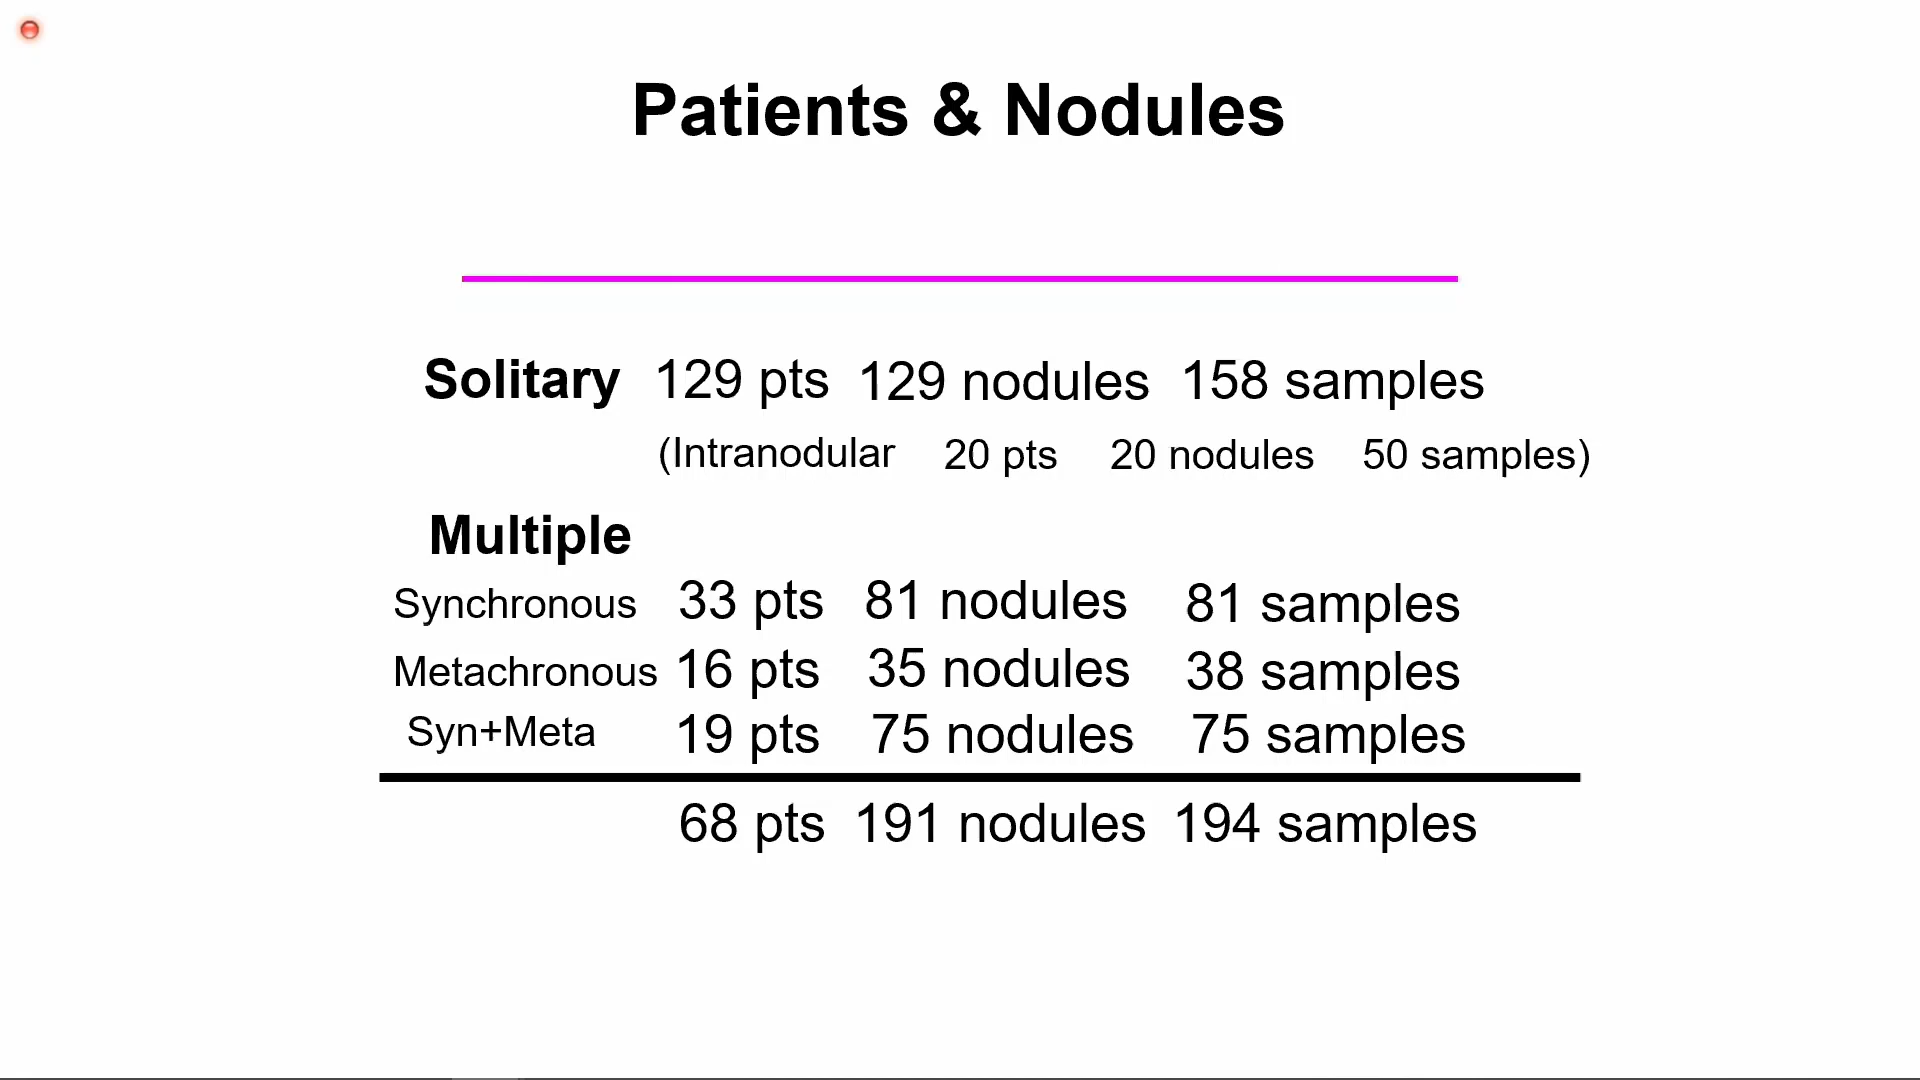 Patients & Nodules
Solitary 129 pts 129 nodules 158 samples
(Intranodular 20 pts 20 nodules 50 samples)
Multiple
Synchronous 33 pts 81 nodules 81 samples
Metachronous 16 pts 35 nodules 38 samples
Syn+Meta 19 pts 75 nodules 75 samples
68 pts 191 nodules 194 samples